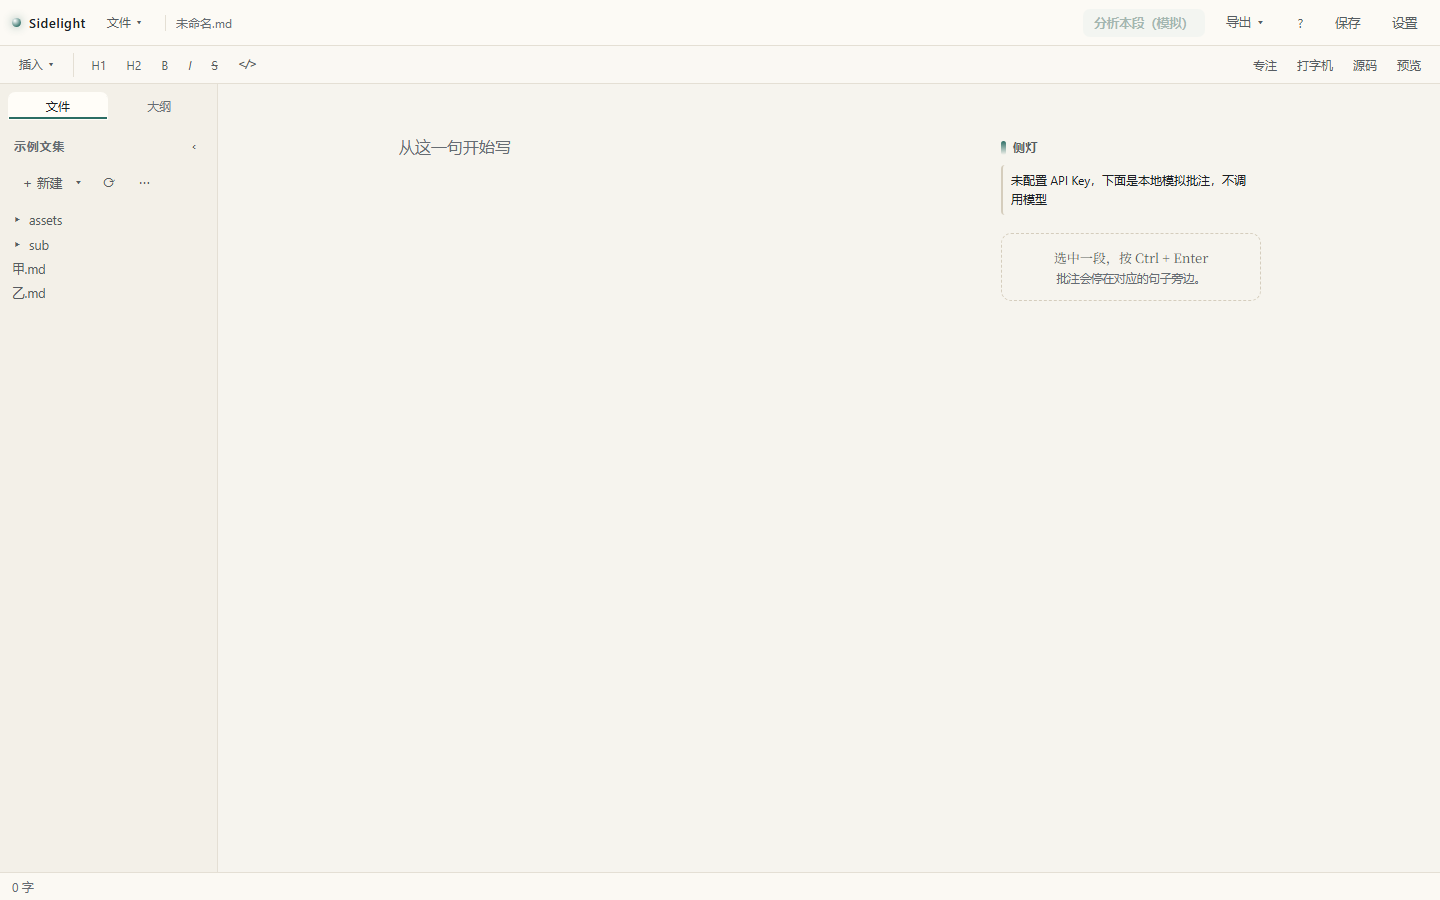 Sidelight 文件 未命名.md 分析本段（模拟） 导出 ? 保存 设置
插入 H1 H2 B I S </> 专注 打字机 源码 预览
文件 大纲
示例文集
+ 新建 ···
assets
sub
甲.md
乙.md
从这一句开始写
侧灯
未配置 API Key，下面是本地模拟批注，不调
用模型
选中一段，按 Ctrl + Enter
批注会停在对应的句子旁边。
0 字